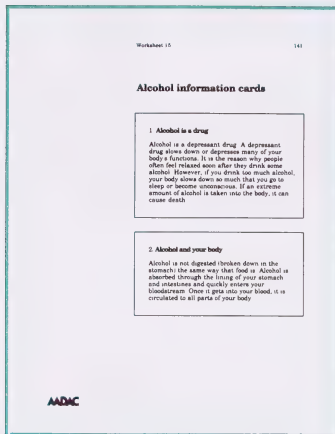 Worksheet 15 141
Alcohol information cards
1 Alcohol is a drug
Alcohol is a depressant drug A depressant
drug slows down or depresses many of your
body's functions. It is the reason why people
often feel relaxed soon after they drink some
alcohol However, if you drink too much alcohol,
your body slows down so much that you go to
sleep or become unconscious. If an extreme
amount of alcohol is taken into the body, it can
cause death
2. Alcohol and your body
Alcohol is not digested (broken down in the
stomach) the same way that food is Alcohol is
absorbed through the lining of your stomach
and intestines and quickly enters your
bloodstream Once it gets into your blood, it is
circulated to all parts of your body
AADAC